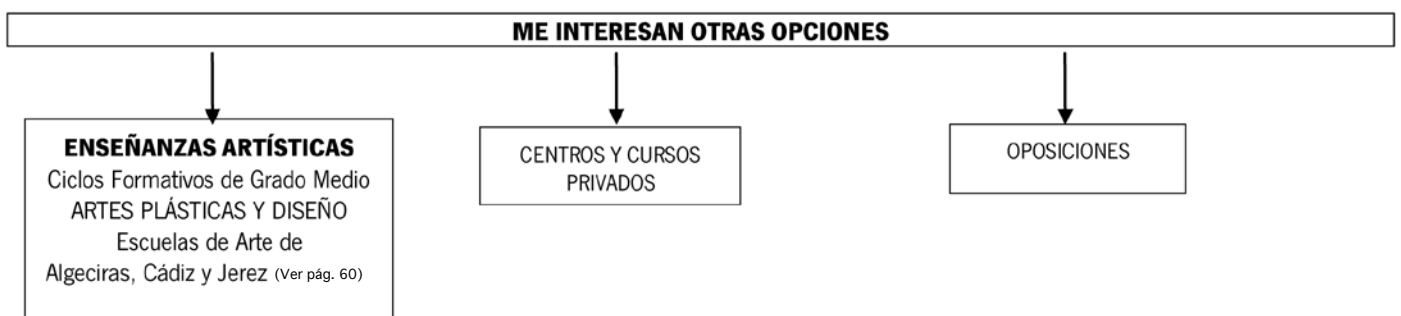 ME INTERESAN OTRAS OPCIONES
ENSEÑANZAS ARTÍSTICAS
Ciclos Formativos de Grado Medio
ARTES PLÁSTICAS Y DISEÑO
Escuelas de Arte de
Algeciras, Cádiz y Jerez (Ver pág. 60)
CENTROS Y CURSOS
PRIVADOS
OPOSICIONES